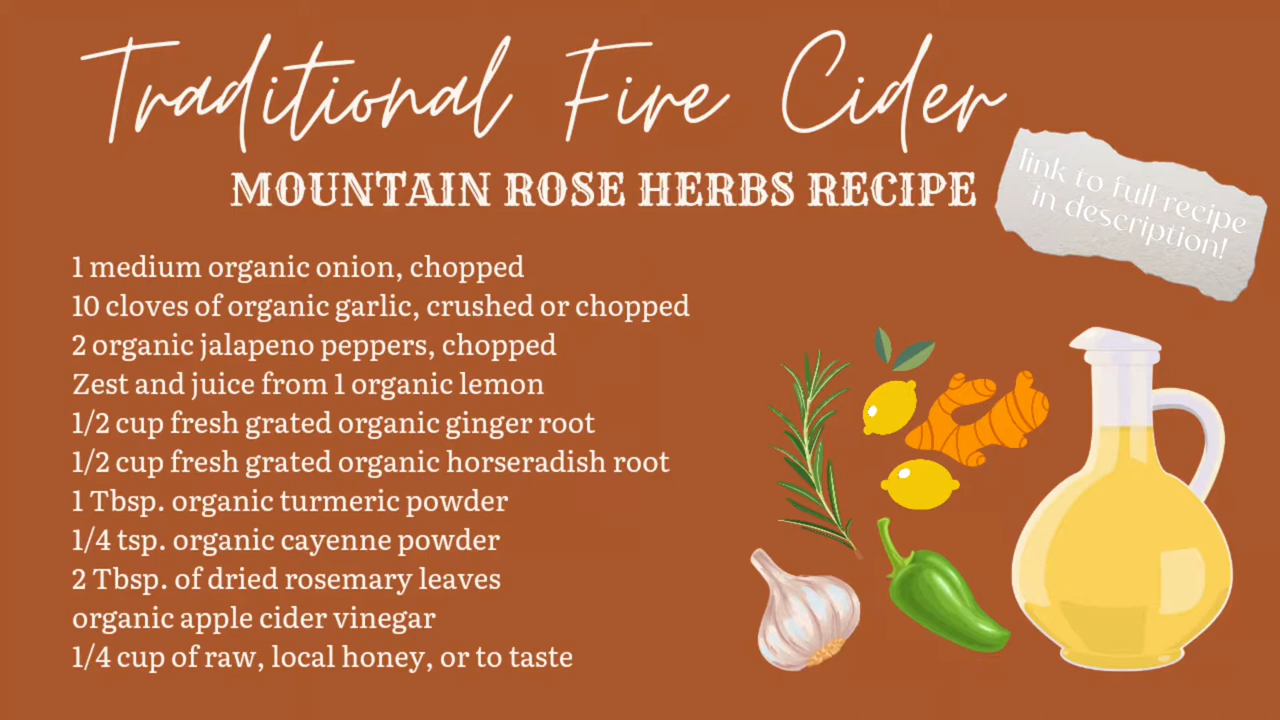 Traditional Fire Cider
MOUNTAIN ROSE HERBS RECIPE
link to full recipe
in description!
1 medium organic onion, chopped
10 cloves of organic garlic, crushed or chopped
2 organic jalapeno peppers, chopped
Zest and juice from 1 organic lemon
1/2 cup fresh grated organic ginger root
1/2 cup fresh grated organic horseradish root
1 Tbsp. organic turmeric powder
1/4 tsp. organic cayenne powder
2 Tbsp. of dried rosemary leaves
organic apple cider vinegar
1/4 cup of raw, local honey, or to taste